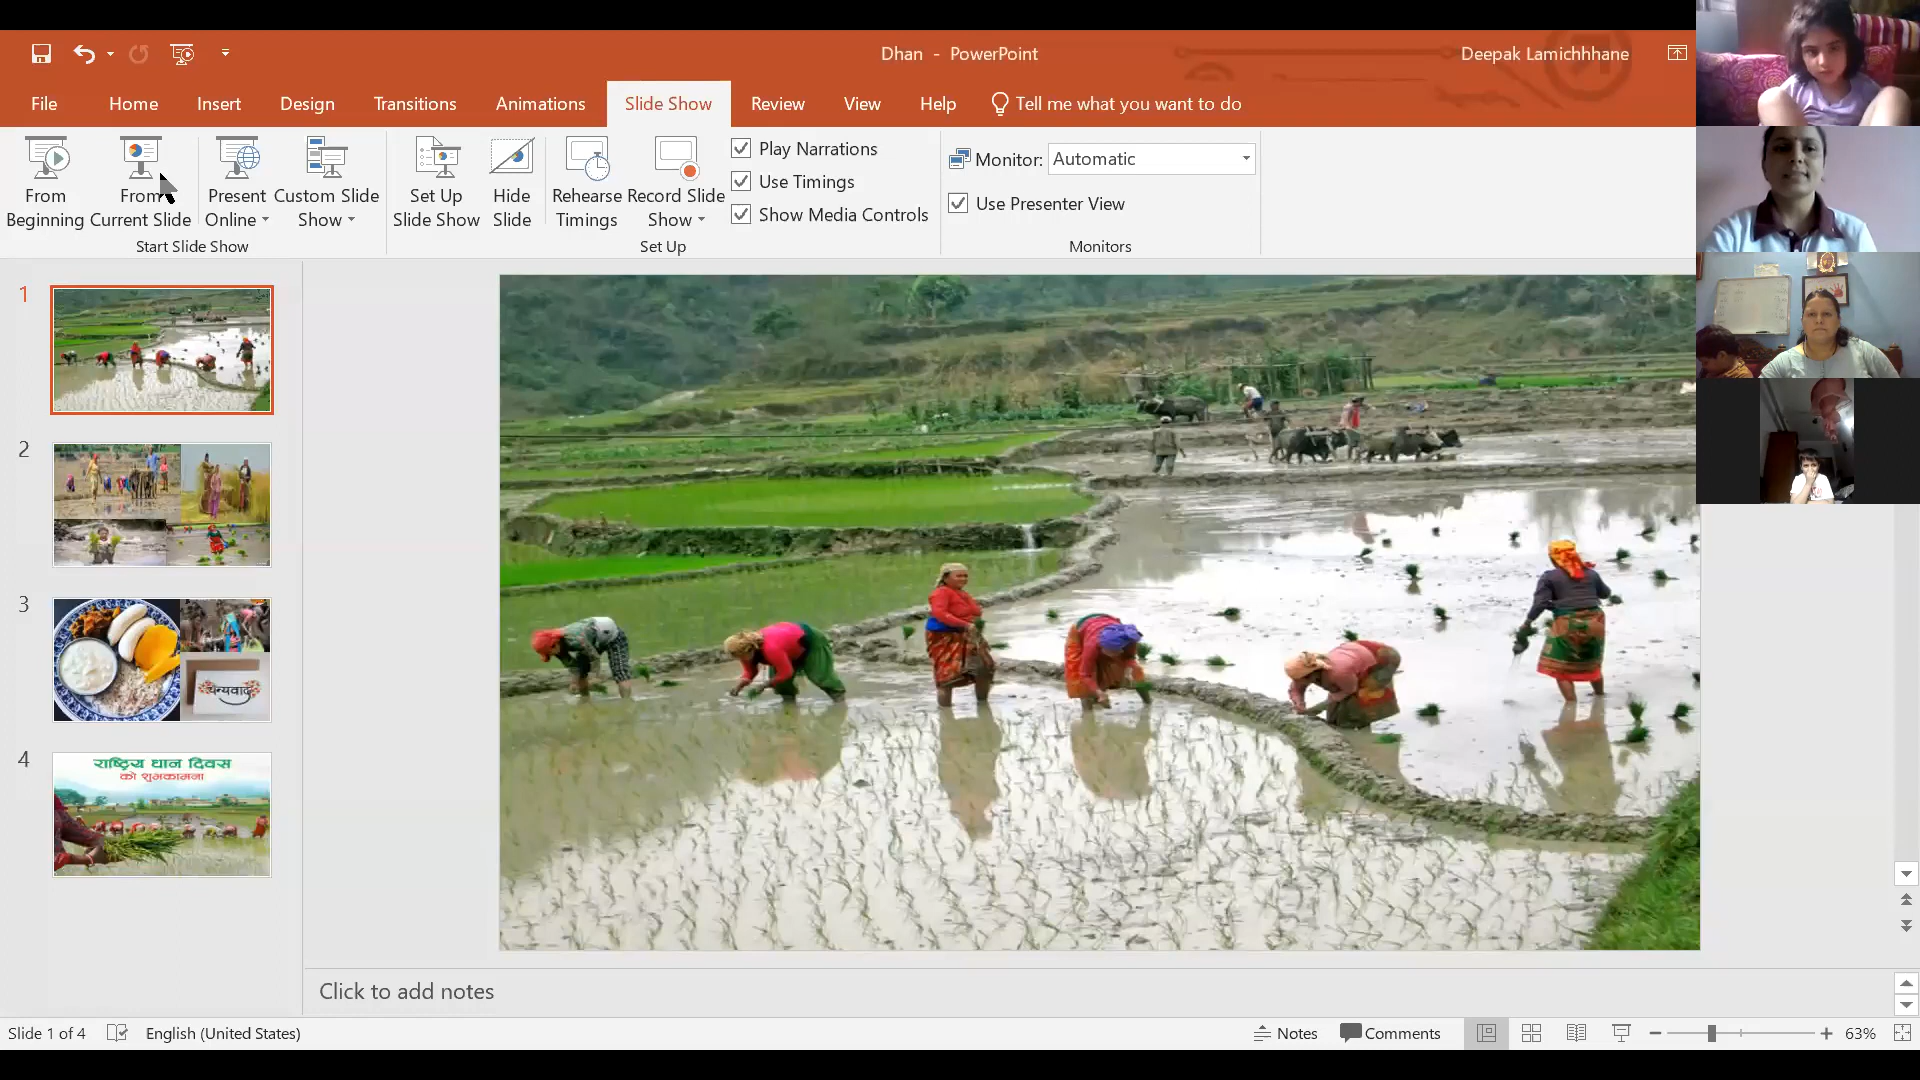 Dhan - PowerPoint
Deepak Lamichhhane
File
Home
Insert
Design
Transitions
Animations
Slide Show
Review
View
Help
Tell me what you want to do
From
Beginning
From
Current Slide
Present
Online
Custom Slide
Show
Start Slide Show
Set Up
Slide Show
Hide
Slide
Rehearse
Timings
Record Slide
Show
Play Narrations
Use Timings
Show Media Controls
Set Up
Monitor:
Automatic
Use Presenter View
Monitors
1
2
3
धन्यवाद
4
राष्ट्रिय धान दिवस
को शुभकामना
Click to add notes
Slide 1 of 4
English (United States)
Notes
Comments
63%